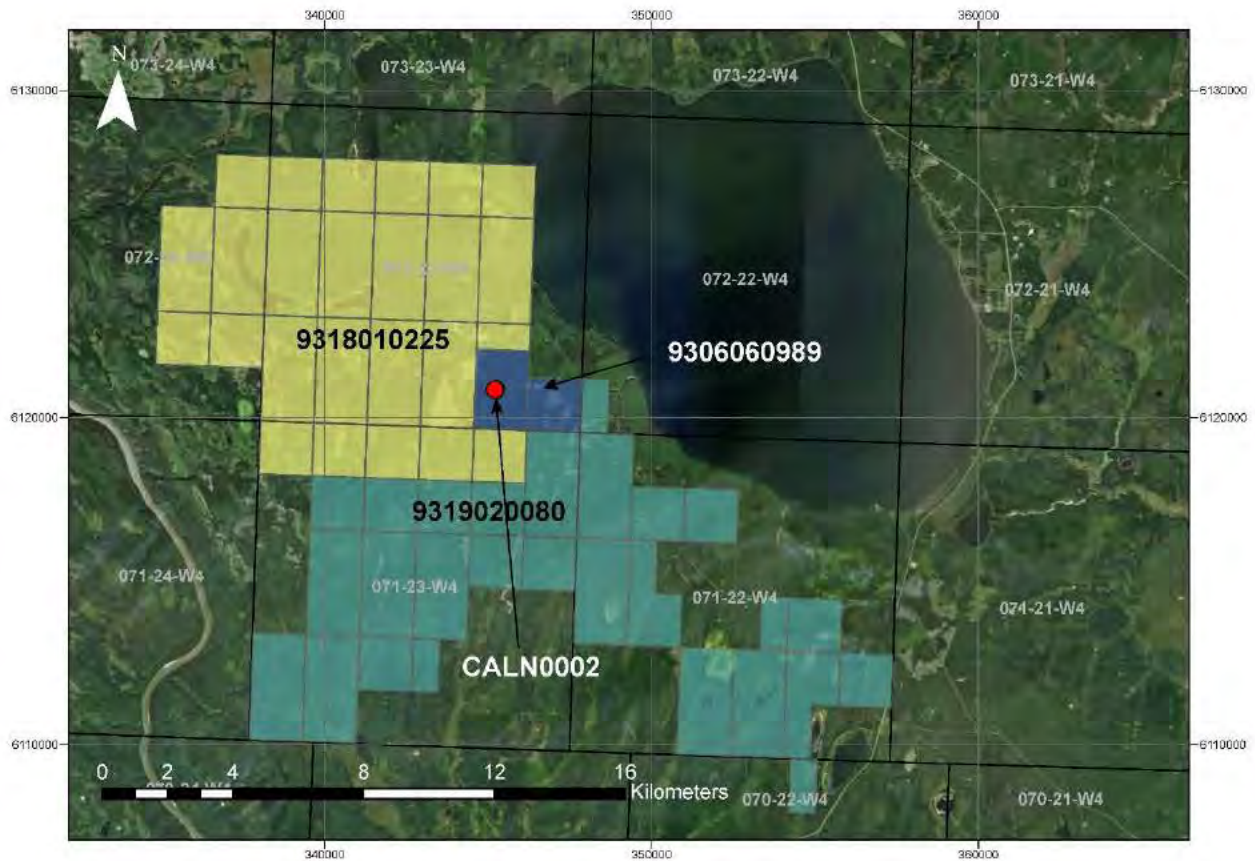 340000 350000 360000
N
073-24-W4 073-23-W4 073-22-W4 073-21-W4
6130000 6130000
072-22-W4 072-21-W4
9318010225 9306060989
6120000 6120000
9319020080
071-24-W4 071-23-W4 071-22-W4 071-21-W4
CALN0002
6110000 6110000
0 2 4 8 12 16
Kilometers
070-22-W4 070-21-W4
340000 350000 360000